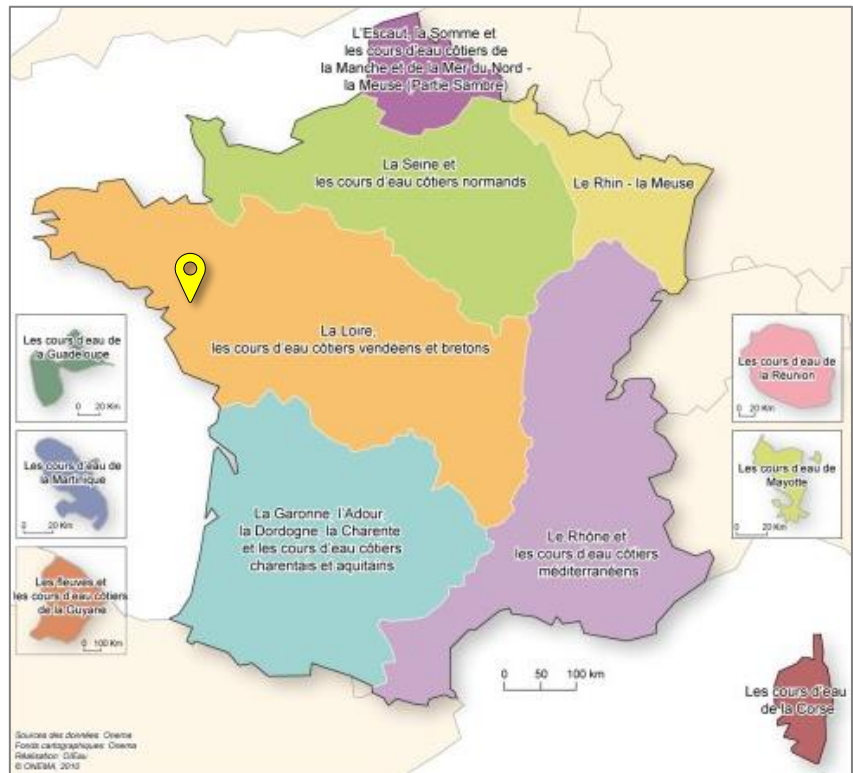 L'Escaut, la Somme et
les cours d'eau côtiers de
la Manche et de la Mer du Nord -
la Meuse (Partie Sambre)
La Seine et
les cours d'eau côtiers normands
Le Rhin - la Meuse
La Loire,
les cours d'eau côtiers vendéens et bretons
Les cours d'eau de
la Guadeloupe
0 20 Km
Les cours d'eau de
la Réunion
0 20 Km
Les cours d'eau de
la Martinique
0 20 Km
Les cours d'eau de
Mayotte
0 20 Km
La Garonne, l'Adour,
la Dordogne, la Charente
et les cours d'eau côtiers
charentais et aquitains
Le Rhône et
les cours d'eau côtiers
méditerranéens
Les fleuves et
les cours d'eau côtiers
de la Guyane
0 100 Km
0 50 100 km
Les cours d'eau
de la Corse
Sources des données: Onema
Fonds cartographiques: Onema
Réalisation: OIEau
© ONEMA, 2010